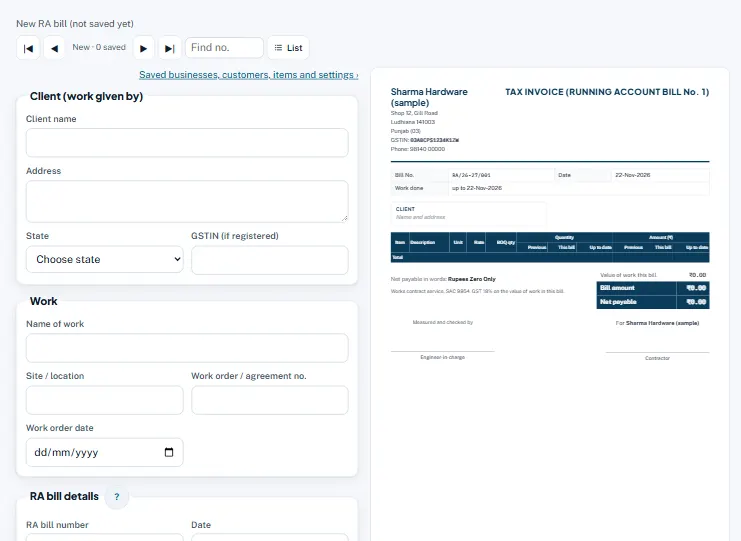 New RA bill (not saved yet)
New · 0 saved
Find no.
List
Saved businesses, customers, items and settings ›
Client (work given by)
Client name
Address
State
GSTIN (if registered)
Choose state
Work
Name of work
Site / location
Work order / agreement no.
Work order date
dd/mm/yyyy
RA bill details ?
RA bill number
Date
Sharma Hardware (sample)
TAX INVOICE (RUNNING ACCOUNT BILL No. 1)
Shop 12, Gill Road
Ludhiana 141003
Punjab (03)
GSTIN:
Phone: 98140 00000
Bill No. RA/26-27/001 Date 22-Nov-2026
Work done up to 22-Nov-2026
CLIENT
Name and address
Quantity Amount (₹)
Item Description Unit Rate BOQ qty Previous This bill Up to date Previous This bill Up to date
Total
Value of work this bill ₹0.00
Bill amount ₹0.00
Net payable ₹0.00
Net payable in words: Rupees Zero Only
Works contract service, SAC 9954. GST 18% on the value of work in this bill.
Measured and checked by
For Sharma Hardware (sample)
Engineer-in-charge
Contractor